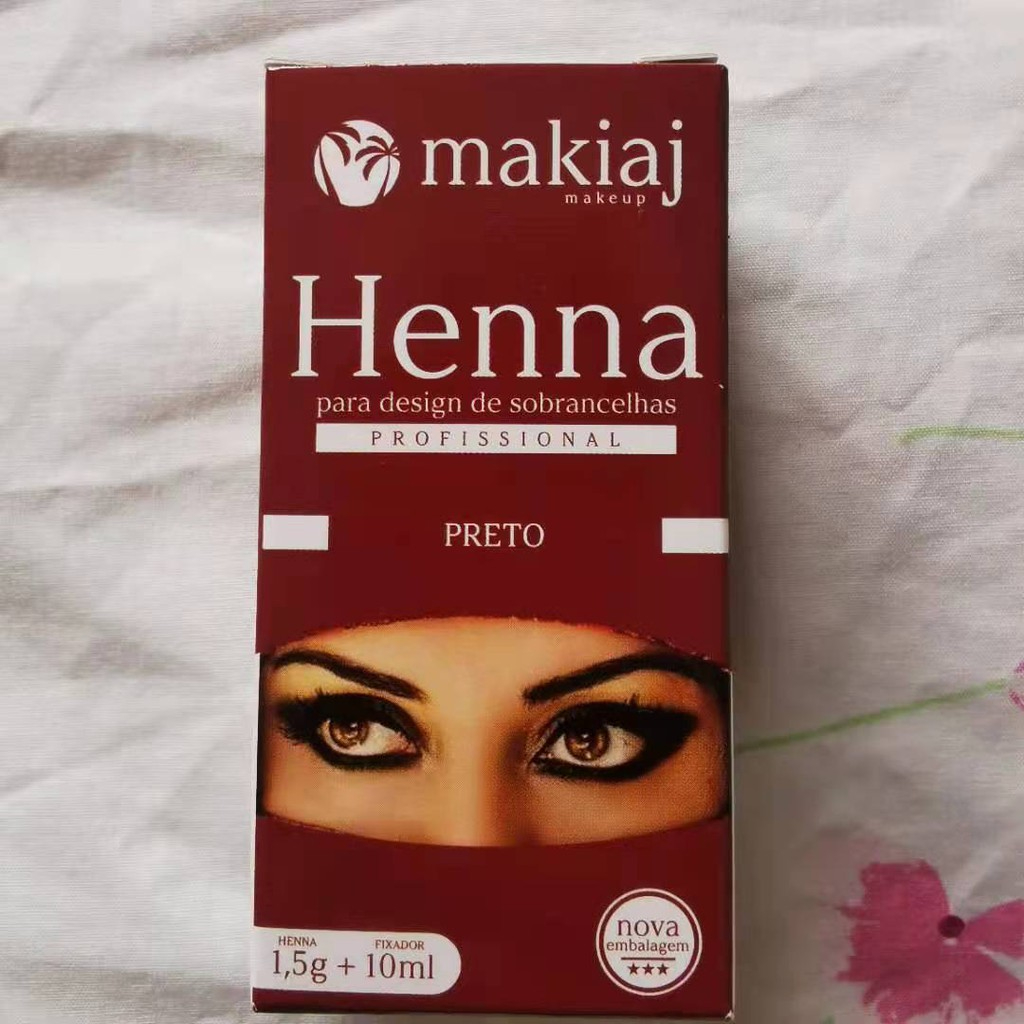 makiaj
makeup
Henna
para design de sobrancelhas
PROFISSIONAL
PRETO
HENNA FIXADOR
1,5g + 10ml
nova
embalagem